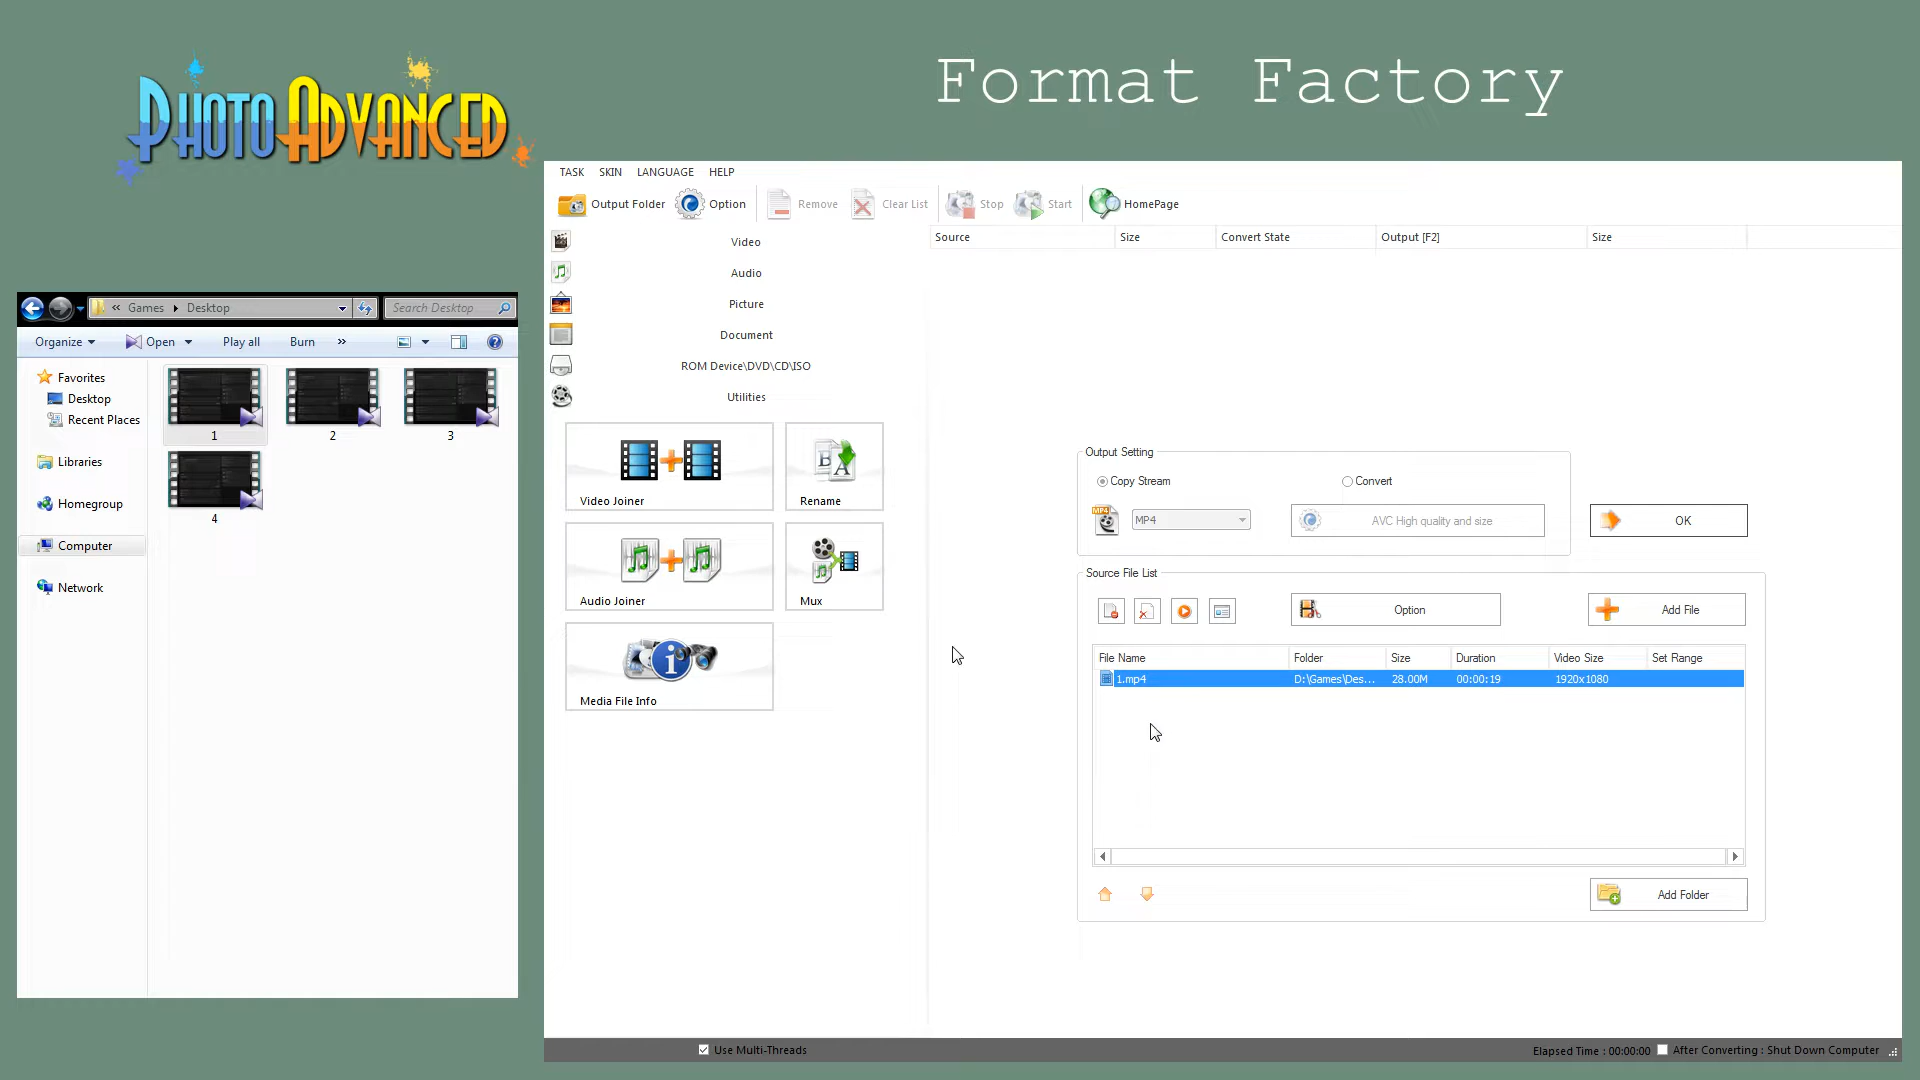 PHOTOADVANCED
Format Factory
TASK SKIN LANGUAGE HELP
Output Folder Option Remove Clear List Stop Start HomePage
Source Size Convert State Output [F2] Size
Video
Audio
Picture
Document
ROM Device\DVD\CD\ISO
Utilities
Video Joiner
Rename
Audio Joiner
Mux
Media File Info
« Games Desktop Search Desktop
Organize Open Play all Burn »
Favorites
Desktop
Recent Places
Libraries
Homegroup
Computer
Network
1 2 3
4
Output Setting
Copy Stream Convert
MP4 MP4 AVC High quality and size OK
Source File List
Option Add File
File Name Folder Size Duration Video Size Set Range
1.mp4 D:\Games\Des... 28.00M 00:00:19 1920x1080
Add Folder
Use Multi-Threads
Elapsed Time : 00:00:00 After Converting : Shut Down Computer